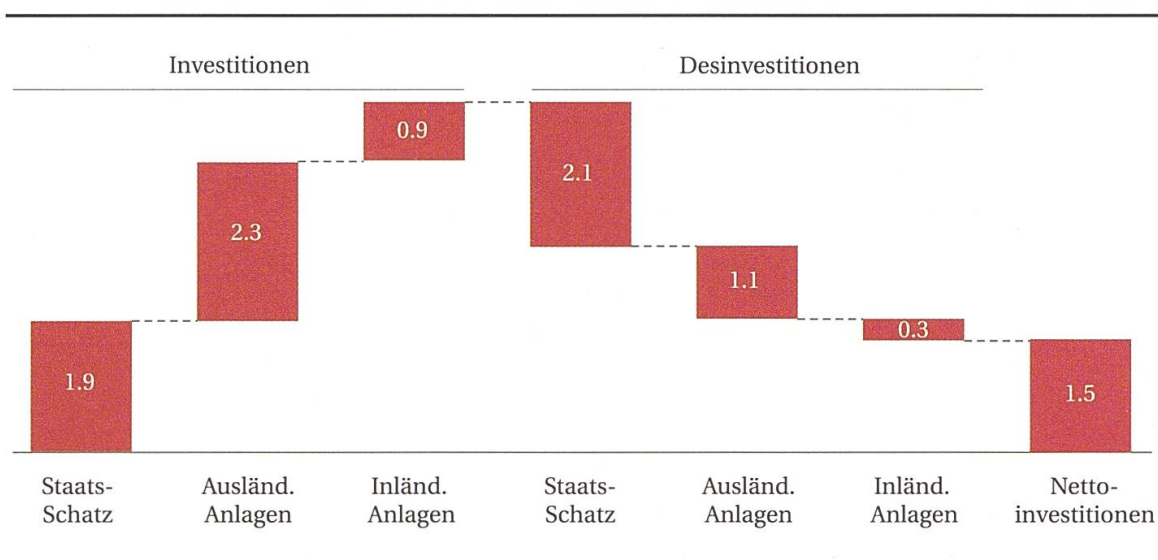 Investitionen
Desinvestitionen
0.9
2.1
2.3
1.1
0.3
1.9
1.5
Staats-
Schatz
Ausländ.
Anlagen
Inländ.
Anlagen
Staats-
Schatz
Ausländ.
Anlagen
Inländ.
Anlagen
Netto-
investitionen